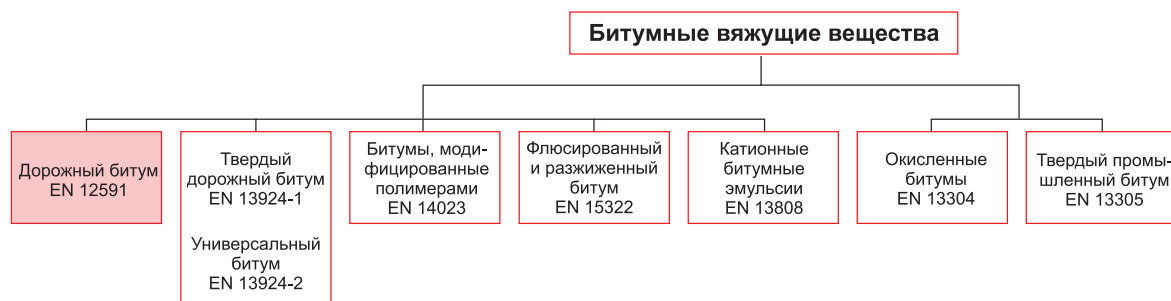 Битумные вяжущие вещества
Дорожный битум
EN 12591
Твердый
дорожный битум
EN 13924-1
Универсальный
битум
EN 13924-2
Битумы, моди-
фицированные
полимерами
EN 14023
Флюсированный
и разжиженный
битум
EN 15322
Катионные
битумные
эмульсии
EN 13808
Окисленные
битумы
EN 13304
Твердый промы-
шленный битум
EN 13305